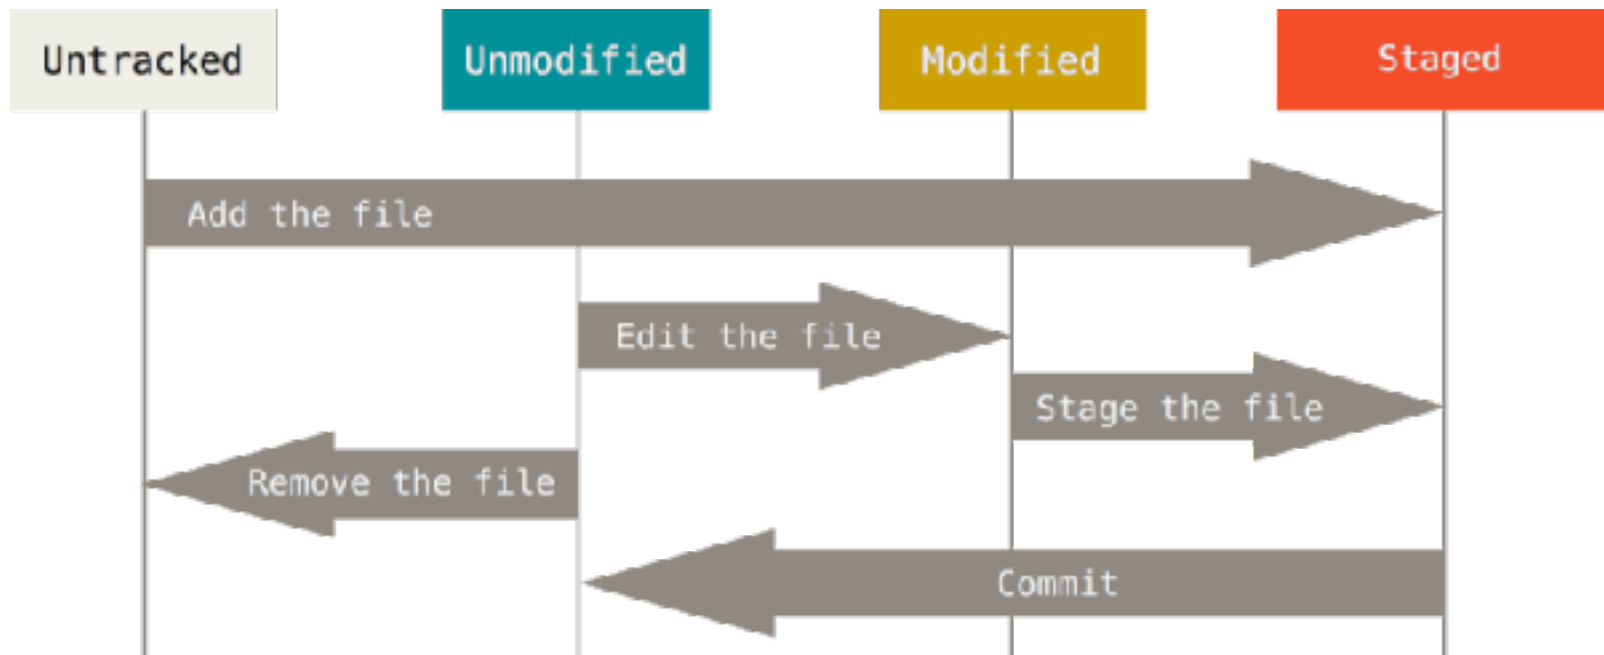 Untracked
Unmodified
Modified
Staged
Add the file
Edit the file
Stage the file
Remove the file
Commit